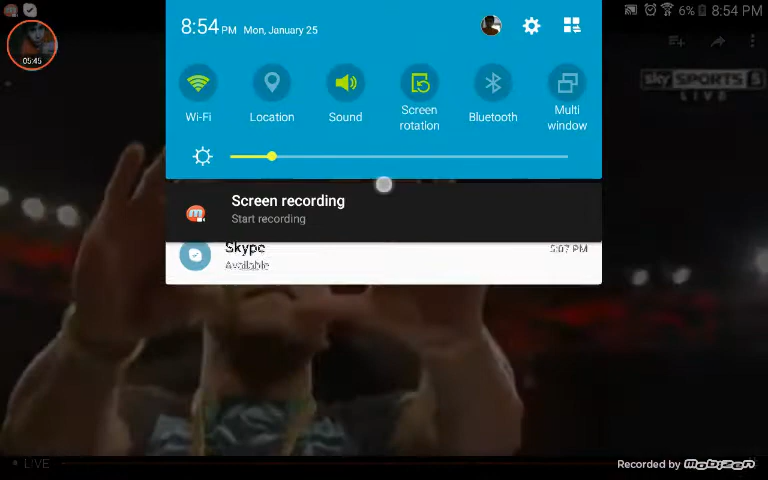 6% 8:54 PM
8:54 PM Mon, January 25
05:45
sky SPORTS 5
LIVE
Wi-Fi
Location
Sound
Screen rotation
Bluetooth
Multi window
Screen recording
Start recording
Skype
5:07 PM
Available
LIVE
Recorded by Mobizen